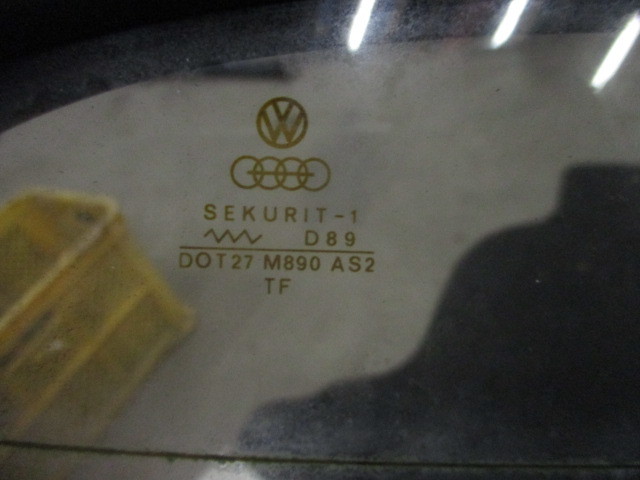 SEKURIT-1
D89
DOT27 M890 AS2
TF